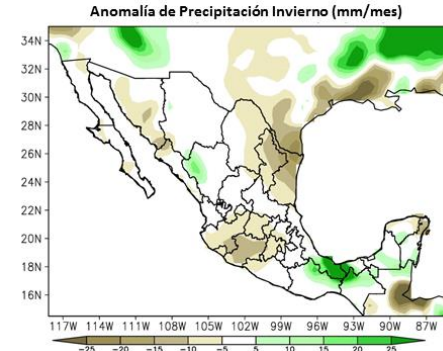 Anomalía de Precipitación Invierno (mm/mes)
34N
32N
30N
28N
26N
24N
22N
20N
18N
16N
117W 114W 111W 108W 105W 102W 99W 96W 93W 90W 87W
-25 -20 -15 -10 -5 5 10 15 20 25